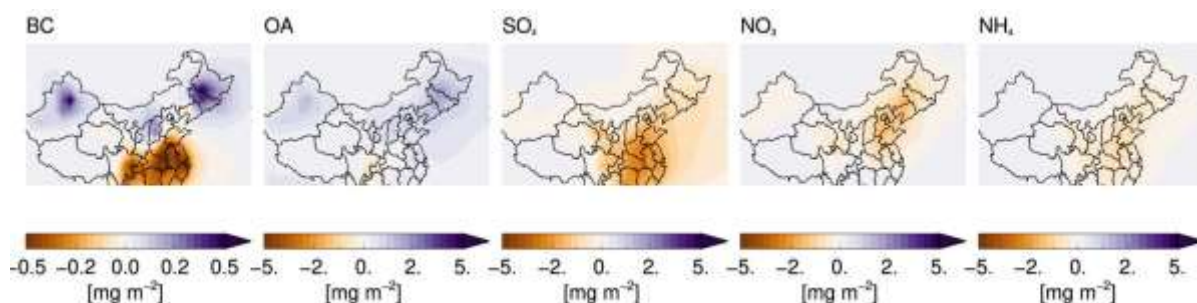 BC OA SO₄ NO₃ NH₄
−0.5 −0.2 0.0 0.2 0.5 −5. −2. 0. 2. 5. −5. −2. 0. 2. 5. −5. −2. 0. 2. 5. −5. −2. 0. 2. 5.
[mg m⁻²] [mg m⁻²] [mg m⁻²] [mg m⁻²] [mg m⁻²]